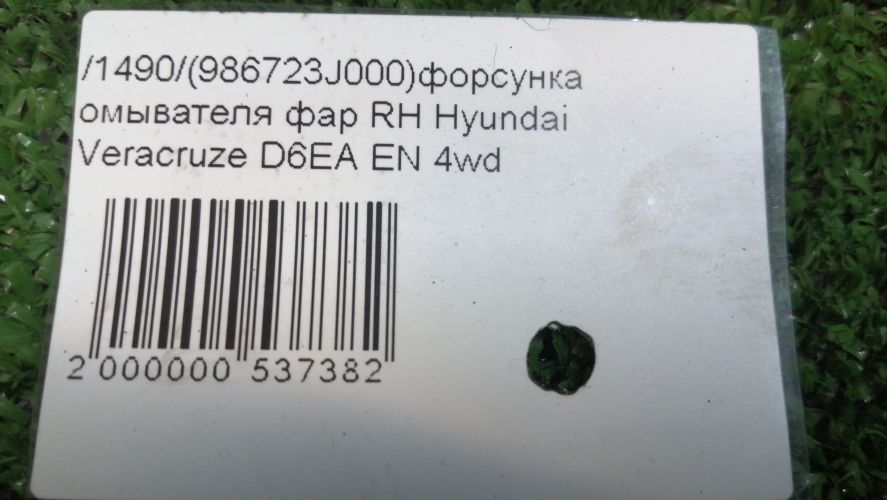 /1490/(986723J000)форсунка
омывателя фар RH Hyundai
Veracruze D6EA EN 4wd
2 000000 537382